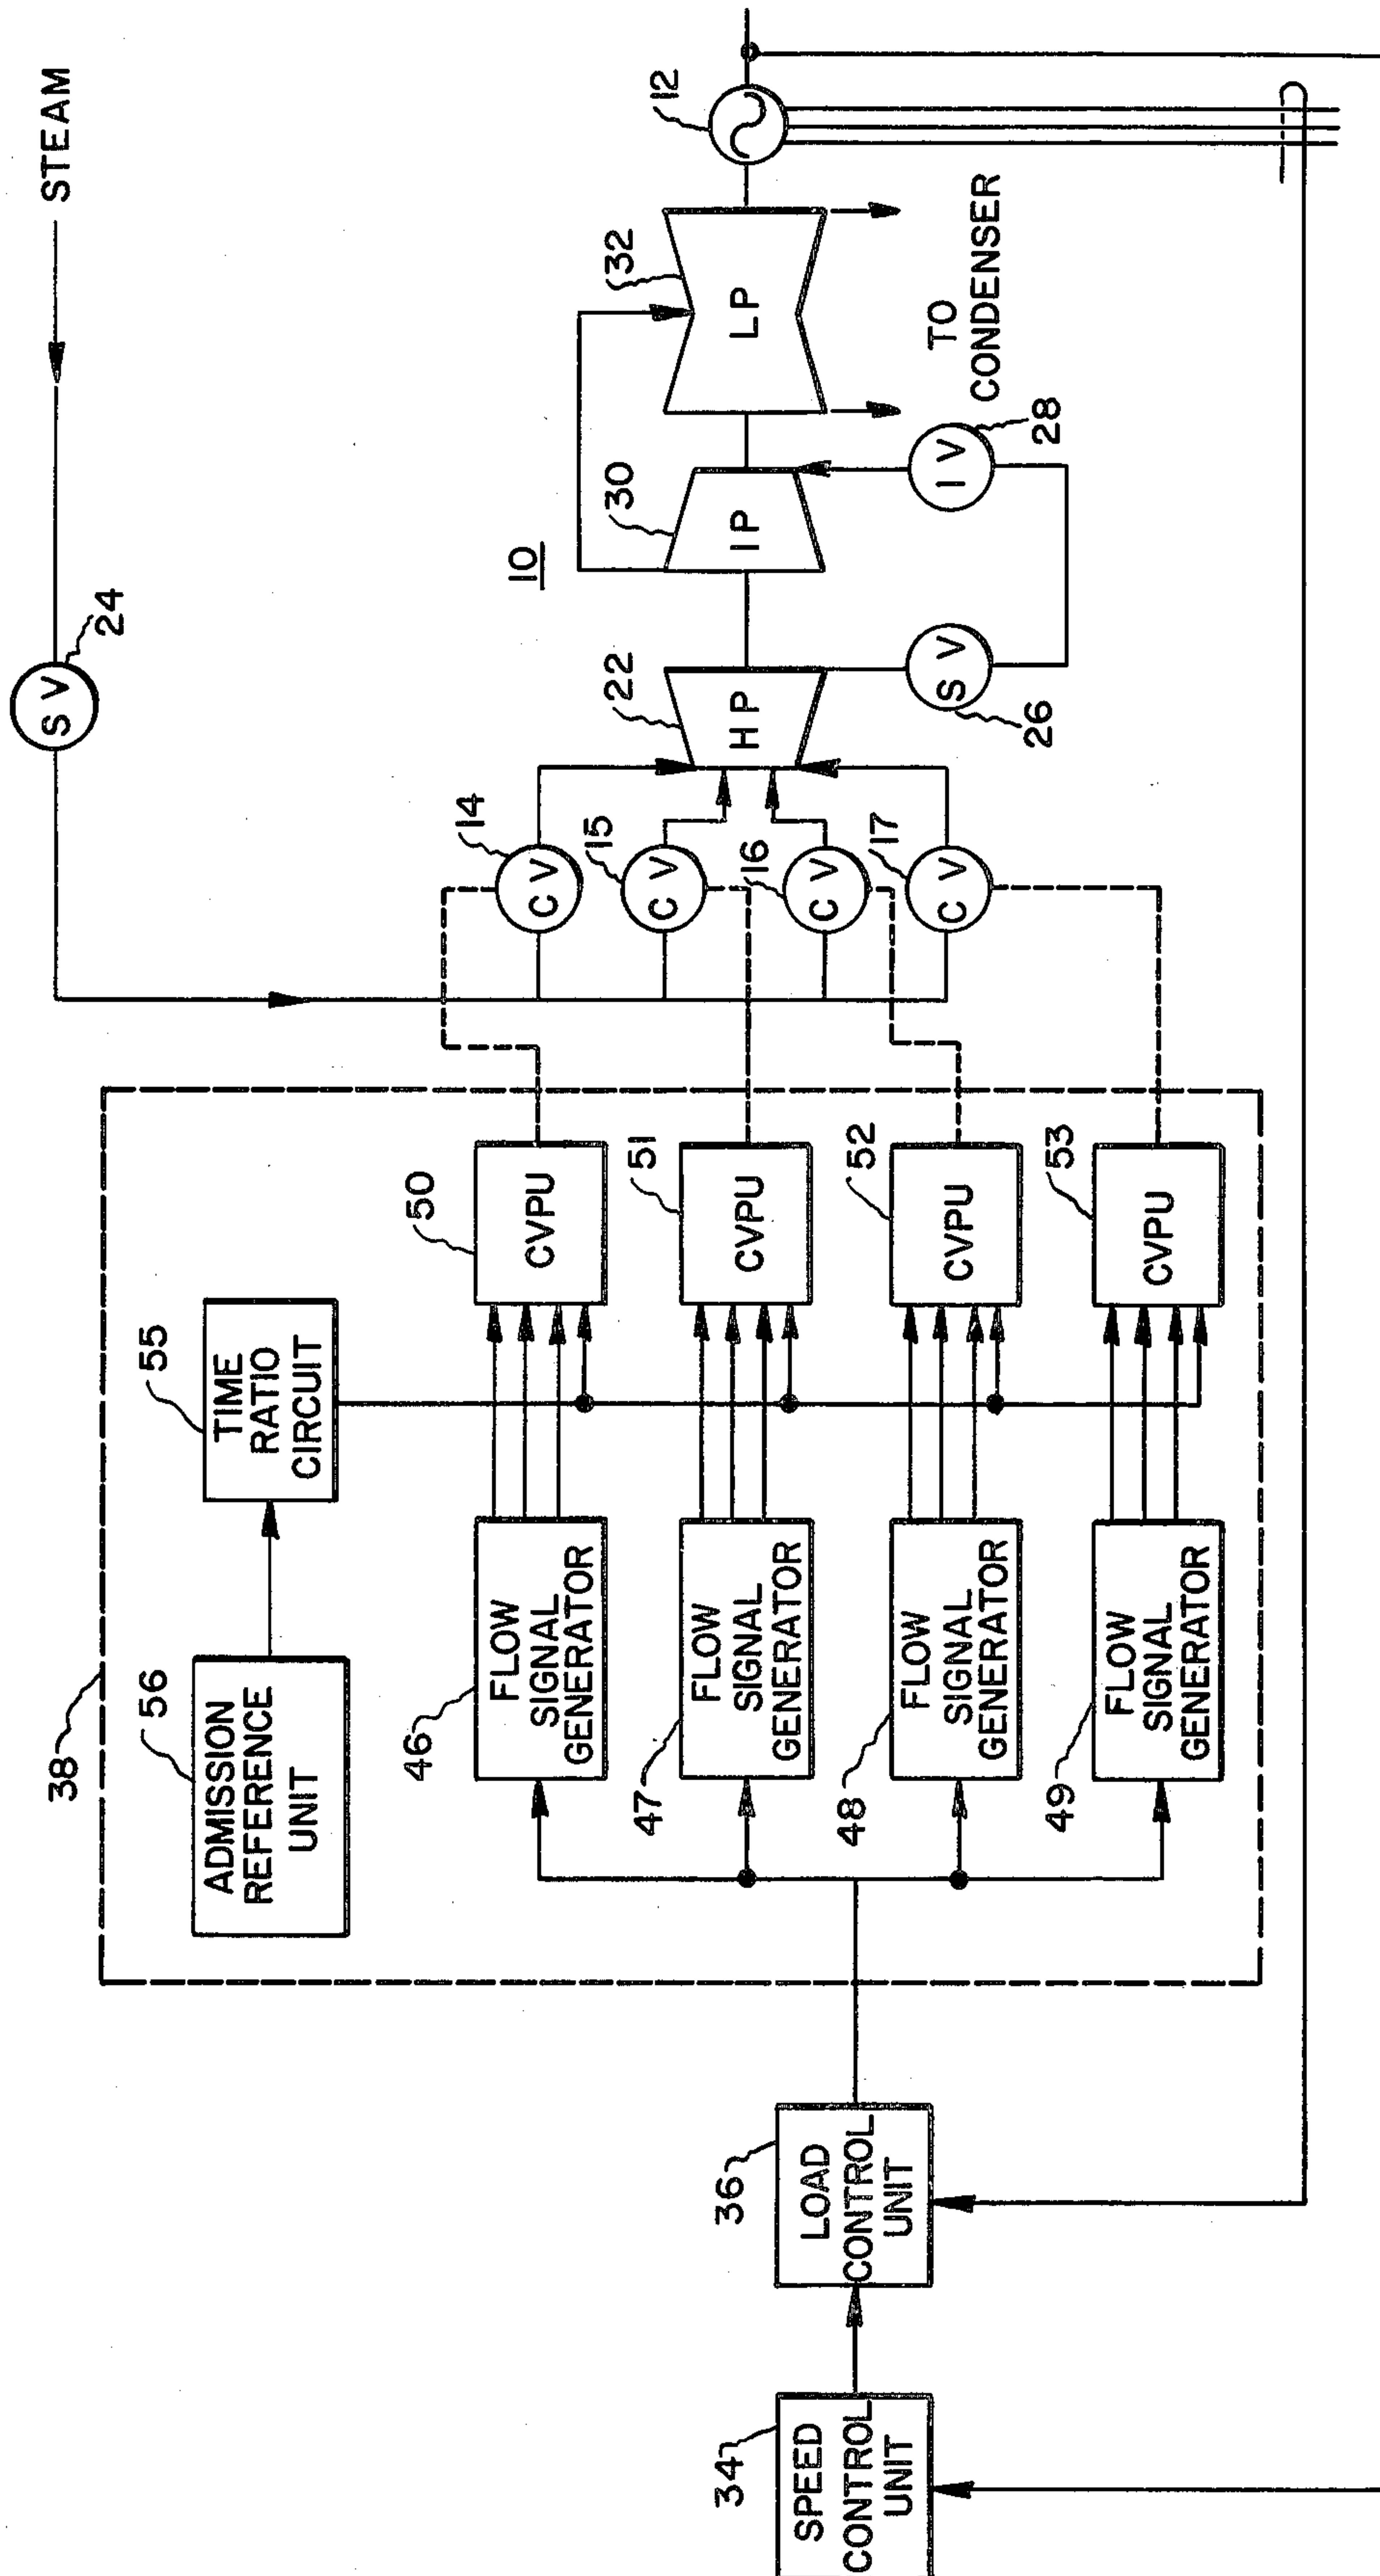 STEAM
SV
24
12
32
LP
TO
CONDENSER
30
IP
10
IV
28
22
HP
SV
26
14
CV
15
CV
16
CV
17
CV
38
56
ADMISSION
REFERENCE
UNIT
55
TIME
RATIO
CIRCUIT
46
FLOW
SIGNAL
GENERATOR
50
CVPU
47
FLOW
SIGNAL
GENERATOR
51
CVPU
48
FLOW
SIGNAL
GENERATOR
52
CVPU
49
FLOW
SIGNAL
GENERATOR
53
CVPU
36
LOAD
CONTROL
UNIT
34
SPEED
CONTROL
UNIT